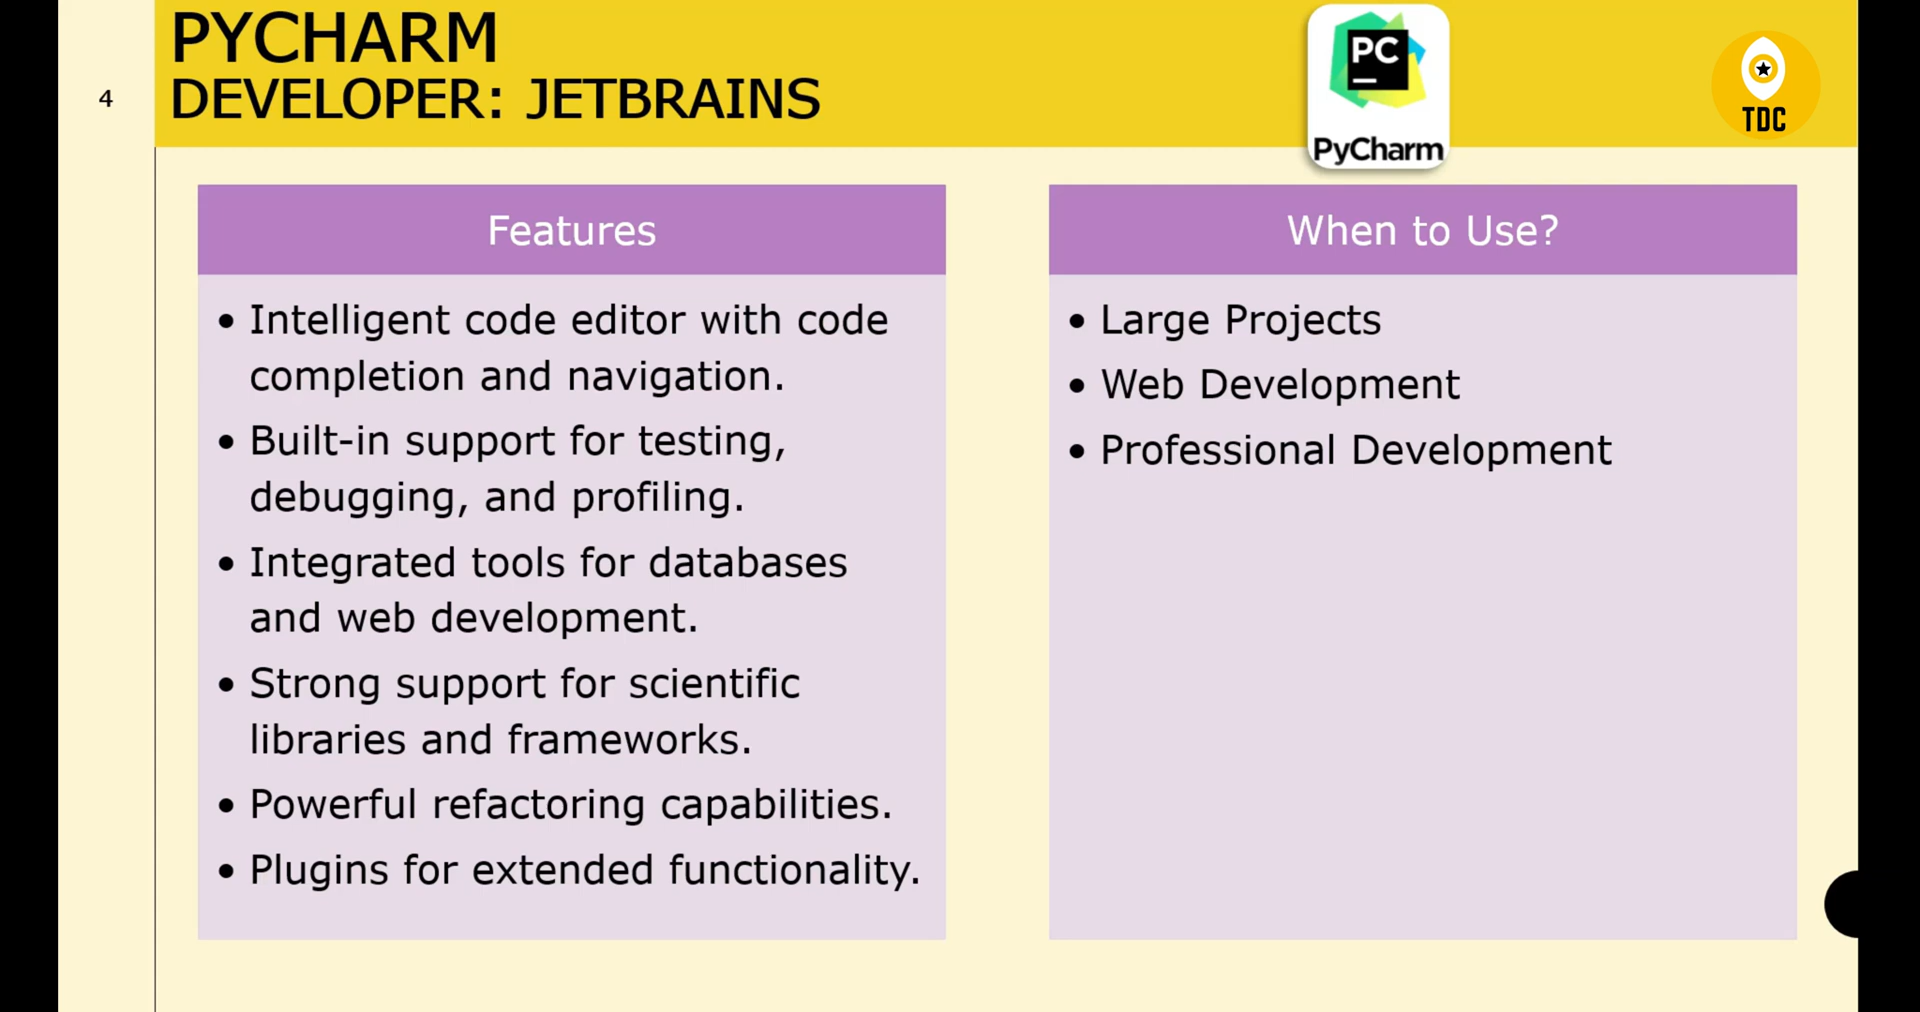 PYCHARM
DEVELOPER: JETBRAINS
4
PC
PyCharm
TDC
Features
• Intelligent code editor with code
completion and navigation.
• Built-in support for testing,
debugging, and profiling.
• Integrated tools for databases
and web development.
• Strong support for scientific
libraries and frameworks.
• Powerful refactoring capabilities.
• Plugins for extended functionality.
When to Use?
• Large Projects
• Web Development
• Professional Development